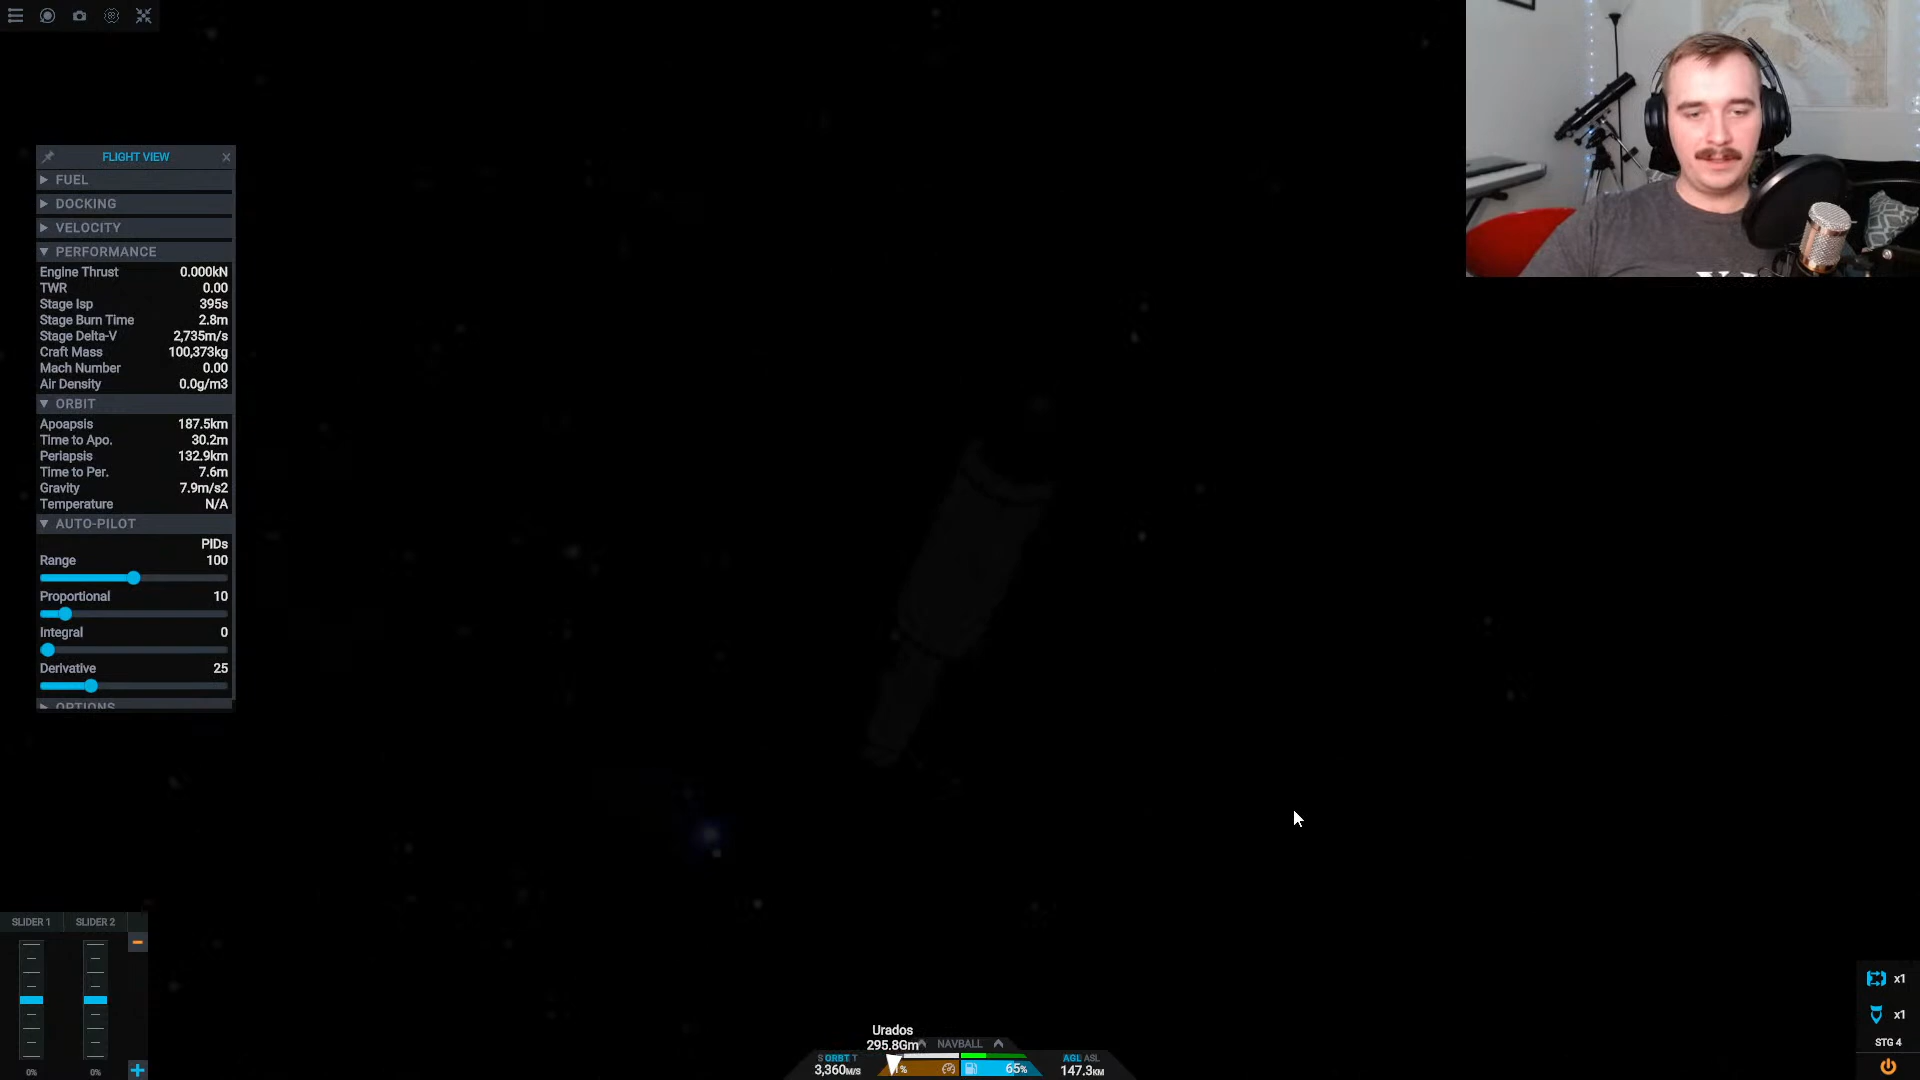 FLIGHT VIEW
FUEL
DOCKING
VELOCITY
PERFORMANCE
Engine Thrust 0.000kN
TWR 0.00
Stage Isp 395s
Stage Burn Time 2.8m
Stage Delta-V 2,735m/s
Craft Mass 100,373kg
Mach Number 0.00
Air Density 0.0g/m3
ORBIT
Apoapsis 187.5km
Time to Apo. 30.2m
Periapsis 132.9km
Time to Per. 7.6m
Gravity 7.9m/s2
Temperature N/A
AUTO-PILOT
PIDs
Range 100
Proportional 10
Integral 0
Derivative 25
OPTIONS
SLIDER 1 SLIDER 2
0% 0%
Urados
295.8Gm
NAVBALL
S ORBT T
3,360M/S
65%
AGL ASL
147.3KM
x1
x1
STG 4